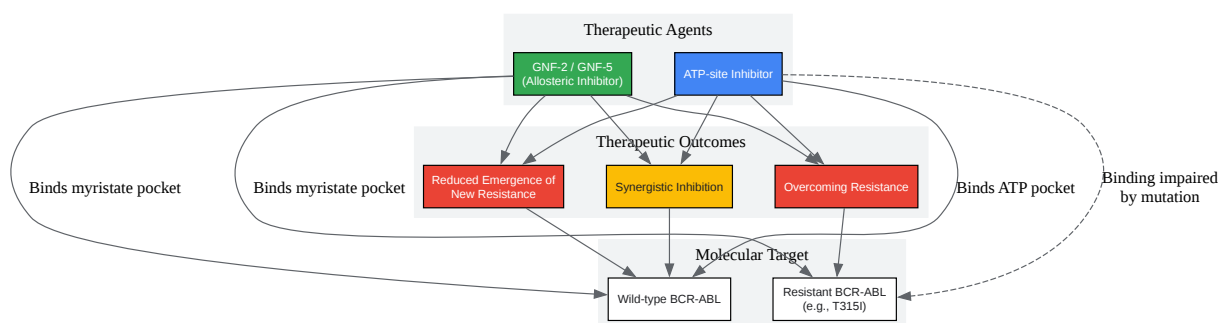 Therapeutic Agents
GNF-2 / GNF-5
(Allosteric Inhibitor)
ATP-site Inhibitor
Therapeutic Outcomes
Reduced Emergence of
New Resistance
Synergistic Inhibition
Overcoming Resistance
Binds myristate pocket
Binds myristate pocket
Binds ATP pocket
Binding impaired
by mutation
Molecular Target
Wild-type BCR-ABL
Resistant BCR-ABL
(e.g., T315I)